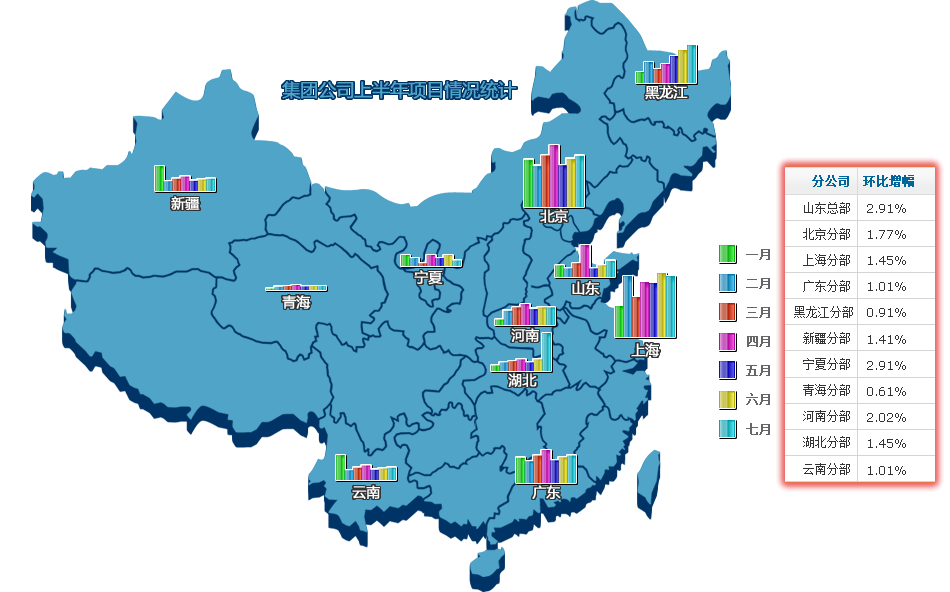 集团公司上半年项目情况统计
黑龙江
新疆
北京
宁夏
山东
青海
河南
上海
湖北
云南
广东
一月
二月
三月
四月
五月
六月
七月
分公司 环比增幅
山东总部 2.91%
北京分部 1.77%
上海分部 1.45%
广东分部 1.01%
黑龙江分部 0.91%
新疆分部 1.41%
宁夏分部 2.91%
青海分部 0.61%
河南分部 2.02%
湖北分部 1.45%
云南分部 1.01%